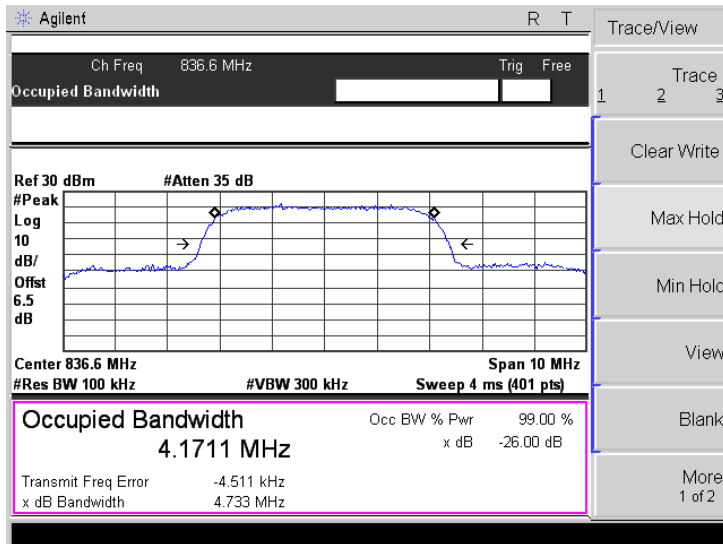 Agilent R T Trace/View
Ch Freq 836.6 MHz Trig Free
Occupied Bandwidth
Trace
1 2 3
Clear Write
Ref 30 dBm #Atten 35 dB
#Peak
Log
10
dB/
Offst
6.5
dB
Max Hold
Min Hold
View
Center 836.6 MHz Span 10 MHz
#Res BW 100 kHz #VBW 300 kHz Sweep 4 ms (401 pts)
Occupied Bandwidth Occ BW % Pwr 99.00 %
4.1711 MHz x dB -26.00 dB
Transmit Freq Error -4.511 kHz
x dB Bandwidth 4.733 MHz
Blank
More
1 of 2